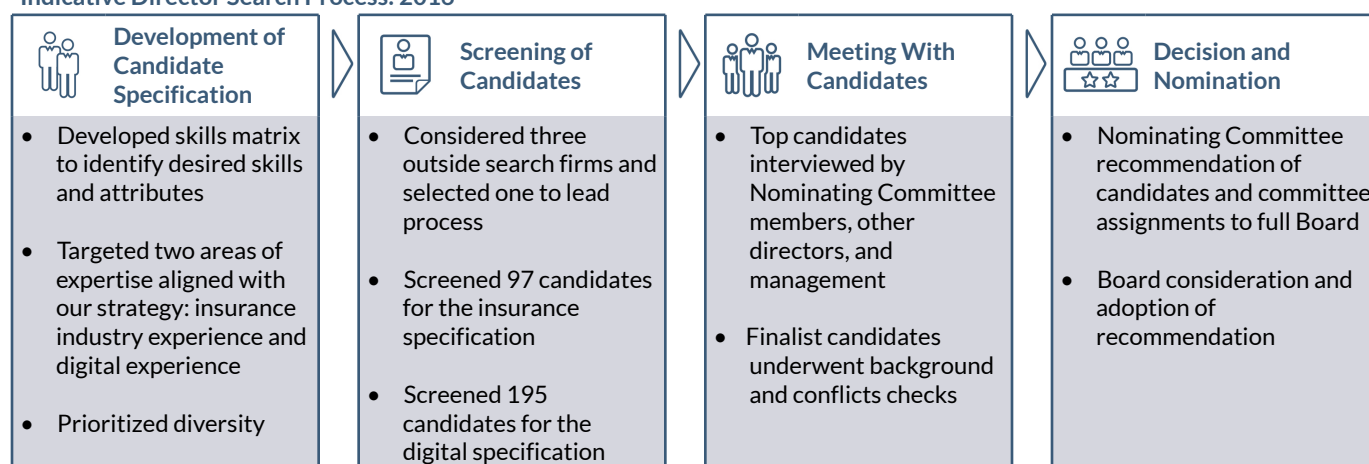 Development of
Candidate
Specification
• Developed skills matrix
to identify desired skills
and attributes
• Targeted two areas of
expertise aligned with
our strategy: insurance
industry experience and
digital experience
• Prioritized diversity
Screening of
Candidates
• Considered three
outside search firms and
selected one to lead
process
• Screened 97 candidates
for the insurance
specification
• Screened 195
candidates for the
digital specification
Meeting With
Candidates
• Top candidates
interviewed by
Nominating Committee
members, other
directors, and
management
• Finalist candidates
underwent background
and conflicts checks
Decision and
Nomination
• Nominating Committee
recommendation of
candidates and committee
assignments to full Board
• Board consideration and
adoption of
recommendation